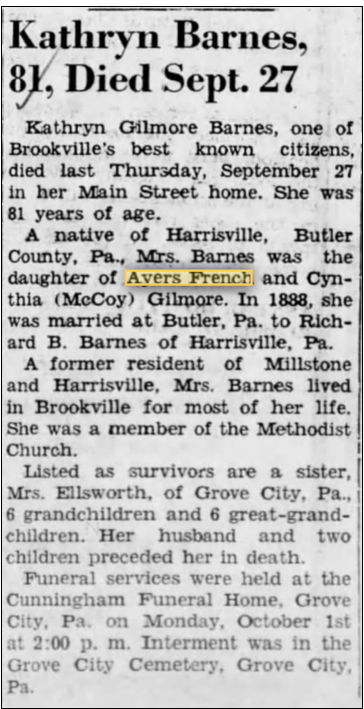 Kathryn Barnes,
81, Died Sept. 27
Kathryn Gilmore Barnes, one of
Brookville's best known citizens,
died last Thursday, September 27
in her Main Street home. She was
81 years of age.
A native of Harrisville, Butler
County, Pa., Mrs. Barnes was the
daughter of Ayers French and Cyn-
thia (McCoy) Gilmore. In 1888, she
was married at Butler, Pa. to Rich-
ard B. Barnes of Harrisville, Pa.
A former resident of Millstone
and Harrisville, Mrs. Barnes lived
in Brookville for most of her life.
She was a member of the Methodist
Church.
Listed as survivors are a sister,
Mrs. Ellsworth, of Grove City, Pa.,
6 grandchildren and 6 great-grand-
children. Her husband and two
children preceded her in death.
Funeral services were held at the
Cunningham Funeral Home, Grove
City, Pa. on Monday, October 1st
at 2:00 p. m. Interment was in the
Grove City Cemetery, Grove City,
Pa.